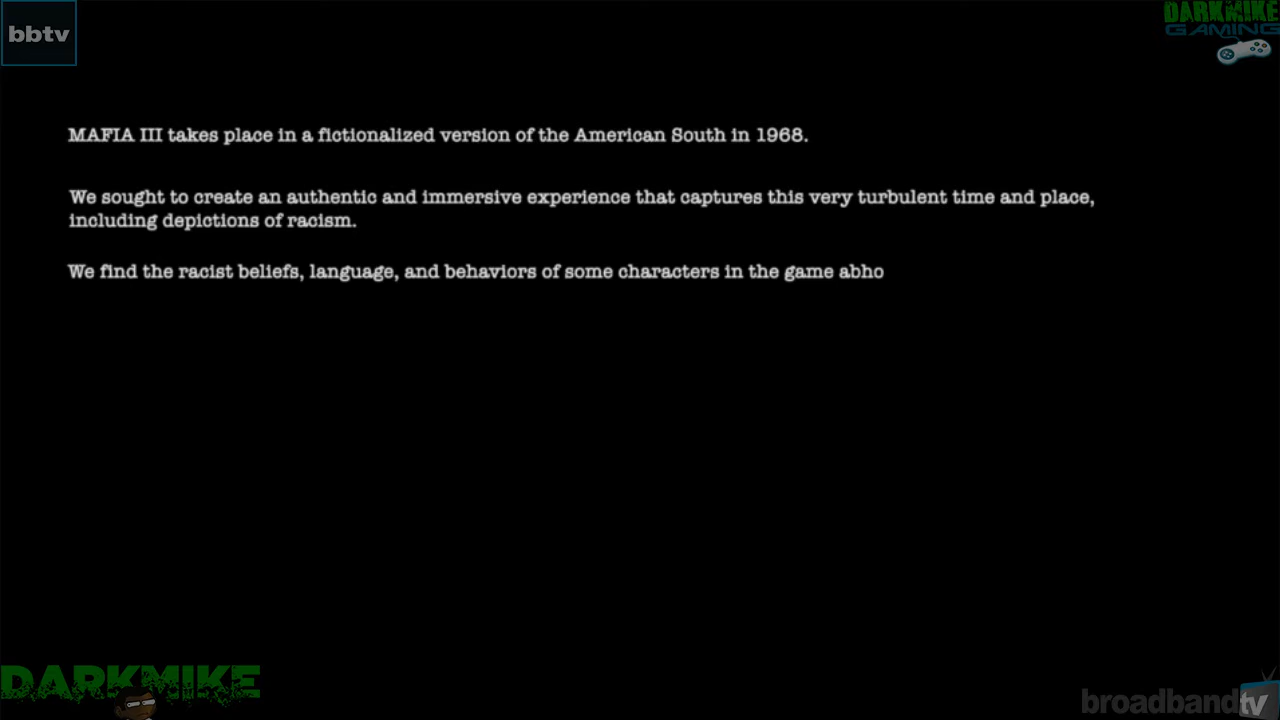 bbtv
DARKMIKE
GAMING
MAFIA III takes place in a fictionalized version of the American South in 1968.
We sought to create an authentic and immersive experience that captures this very turbulent time and place,
including depictions of racism.
We find the racist beliefs, language, and behaviors of some characters in the game abho
DARKMIKE
broadbandtv